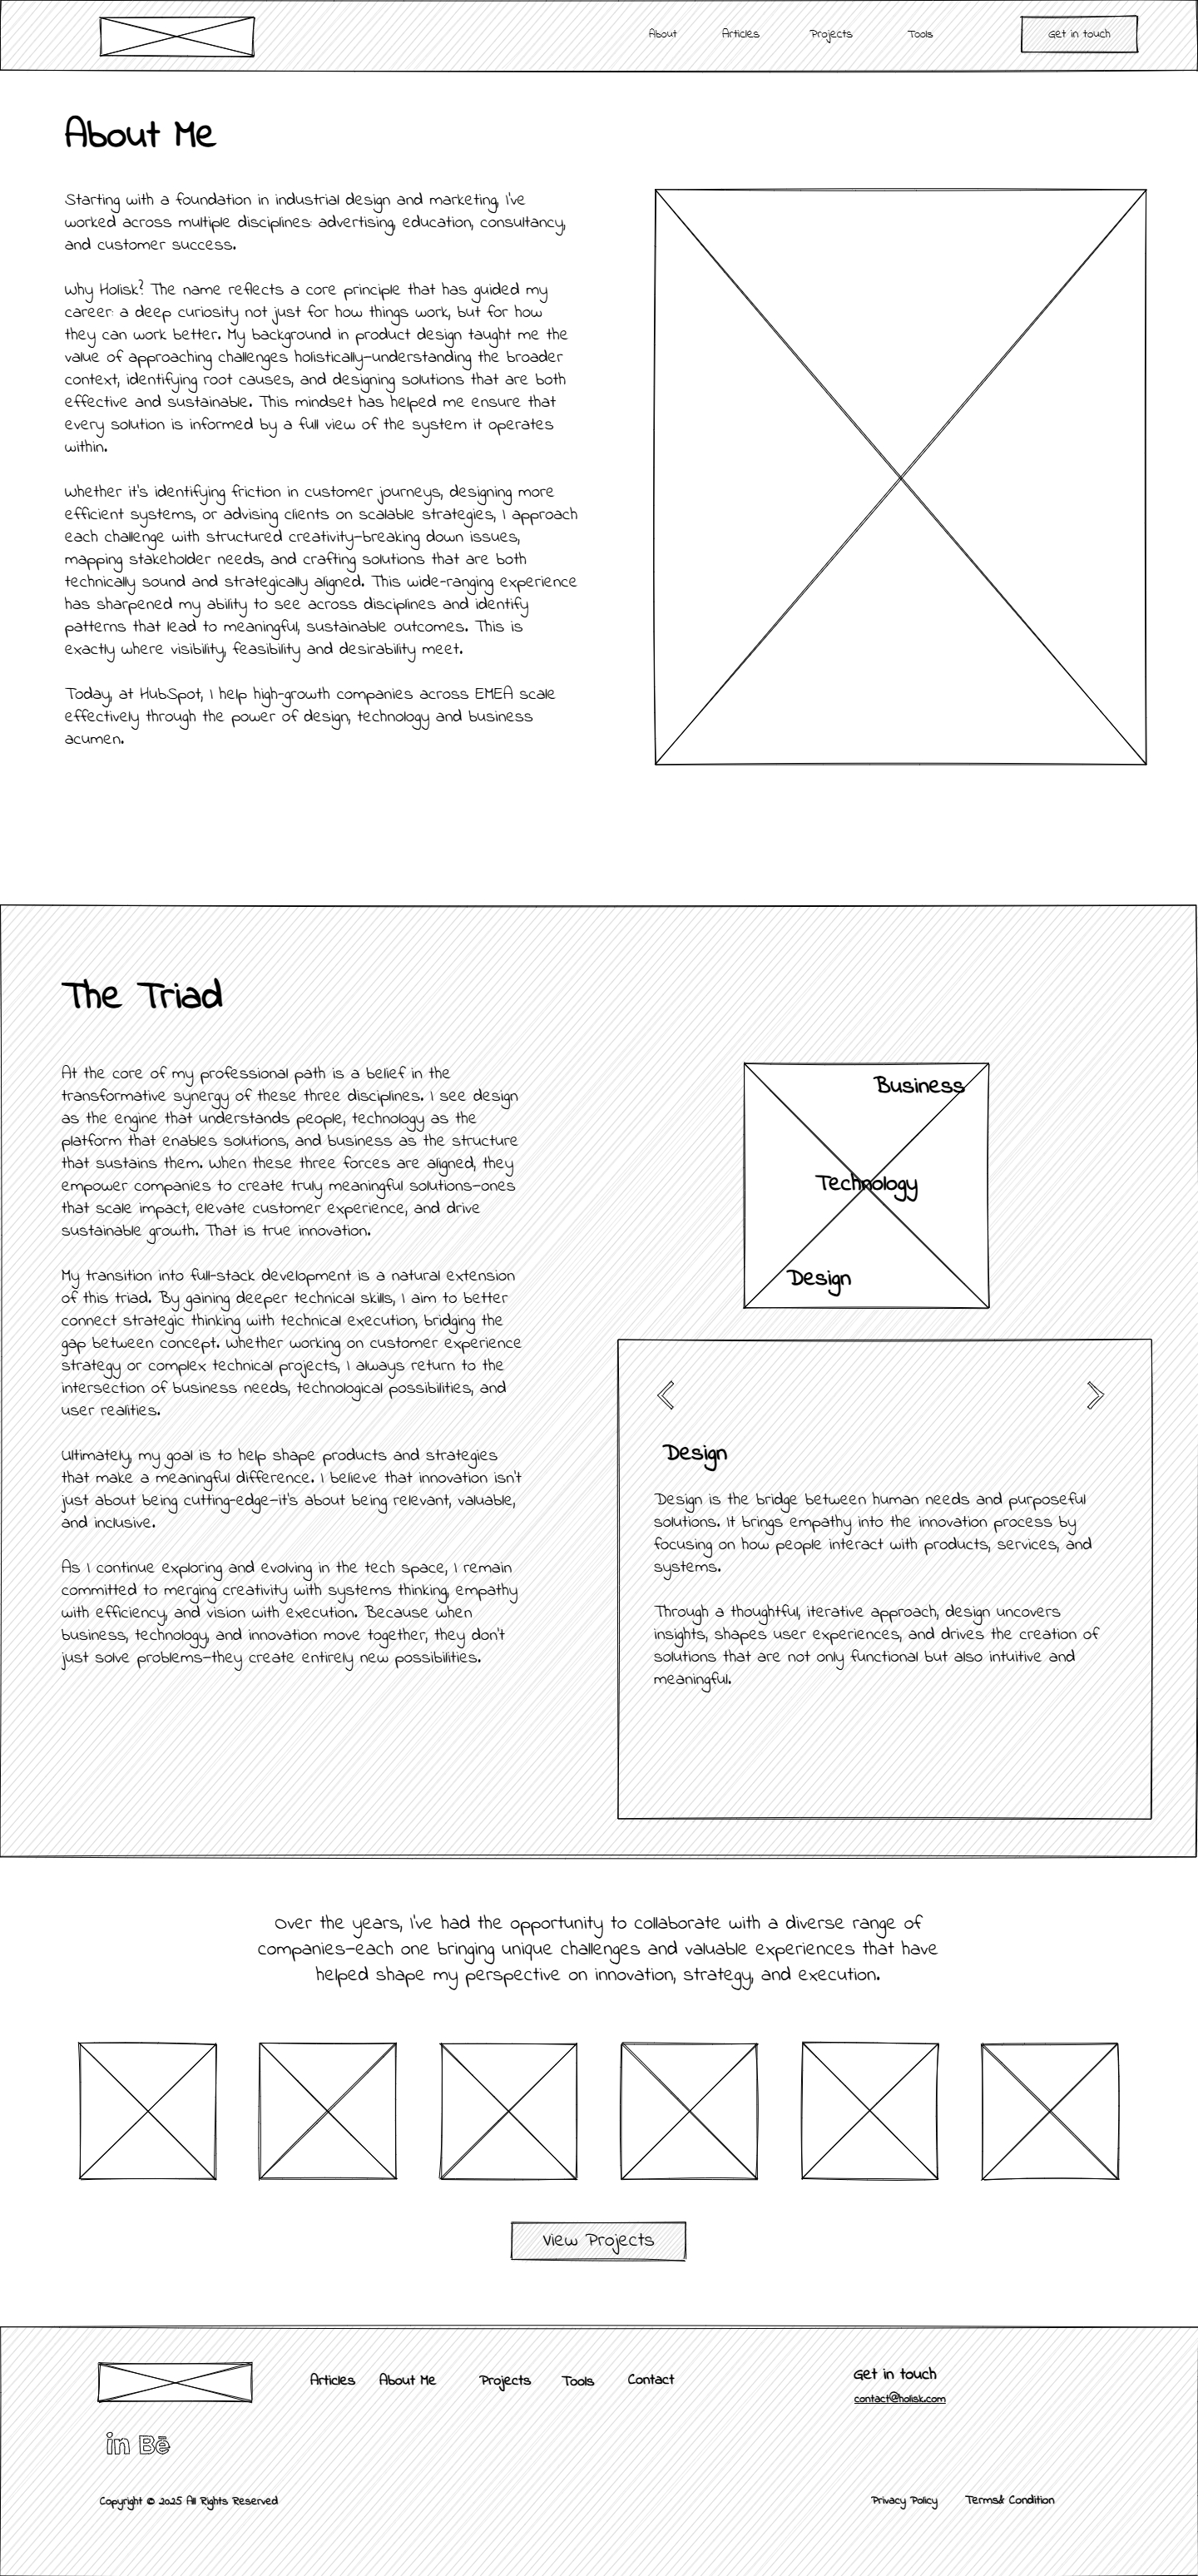 About Articles Projects Tools Get in touch
About Me
Starting with a foundation in industrial design and marketing, I've
worked across multiple disciplines: advertising, education, consultancy,
and customer success.
Why Holisk? The name reflects a core principle that has guided my
career: a deep curiosity not just for how things work, but for how
they can work better. My background in product design taught me the
value of approaching challenges holistically—understanding the broader
context, identifying root causes, and designing solutions that are both
effective and sustainable. This mindset has helped me ensure that
every solution is informed by a full view of the system it operates
within.
Whether it's identifying friction in customer journeys, designing more
efficient systems, or advising clients on scalable strategies, I approach
each challenge with structured creativity—breaking down issues,
mapping stakeholder needs, and crafting solutions that are both
technically sound and strategically aligned. This wide-ranging experience
has sharpened my ability to see across disciplines and identify
patterns that lead to meaningful, sustainable outcomes. This is
exactly where visibility, feasibility and desirability meet.
Today, at HubSpot, I help high-growth companies across EMEA scale
effectively through the power of design, technology and business
acumen.
The Triad
At the core of my professional path is a belief in the
transformative synergy of these three disciplines. I see design
as the engine that understands people, technology as the
platform that enables solutions, and business as the structure
that sustains them. When these three forces are aligned, they
empower companies to create truly meaningful solutions—ones
that scale impact, elevate customer experience, and drive
sustainable growth. That is true innovation.
My transition into full-stack development is a natural extension
of this triad. By gaining deeper technical skills, I aim to better
connect strategic thinking with technical execution, bridging the
gap between concept. Whether working on customer experience
strategy or complex technical projects, I always return to the
intersection of business needs, technological possibilities, and
user realities.
Ultimately, my goal is to help shape products and strategies
that make a meaningful difference. I believe that innovation isn't
just about being cutting-edge—it's about being relevant, valuable,
and inclusive.
As I continue exploring and evolving in the tech space, I remain
committed to merging creativity with systems thinking, empathy
with efficiency, and vision with execution. Because when
business, technology, and innovation move together, they don't
just solve problems—they create entirely new possibilities.
Business
Technology
Design
Design
Design is the bridge between human needs and purposeful
solutions. It brings empathy into the innovation process by
focusing on how people interact with products, services, and
systems.
Through a thoughtful, iterative approach, design uncovers
insights, shapes user experiences, and drives the creation of
solutions that are not only functional but also intuitive and
meaningful.
Over the years, I've had the opportunity to collaborate with a diverse range of
companies—each one bringing unique challenges and valuable experiences that have
helped shape my perspective on innovation, strategy, and execution.
View Projects
Articles About Me Projects Tools Contact
Get in touch
contact@holisk.com
in Bē
Copyright © 2025 All Rights Reserved
Privacy Policy Terms& Condition